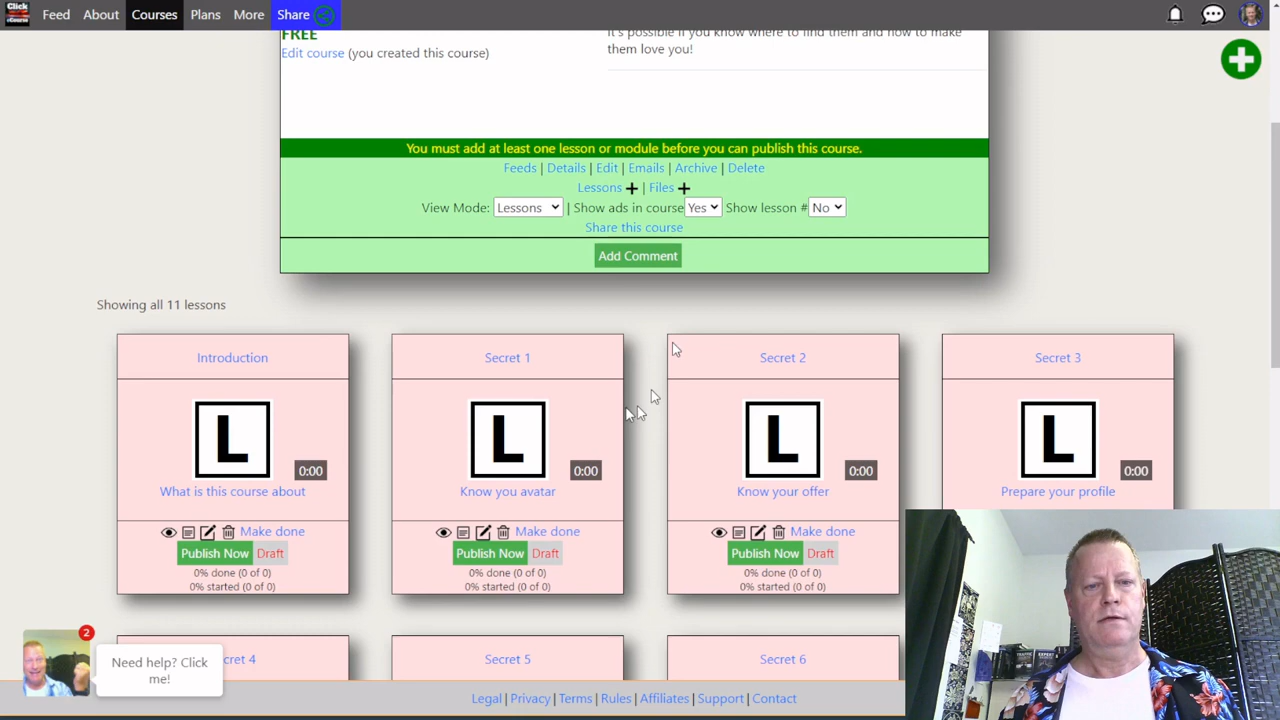 Click
eCourse
Feed
About
Courses
Plans
More
Share
FREE
Edit course (you created this course)
It's possible if you know where to find them and how to make
them love you!
You must add at least one lesson or module before you can publish this course.
Feeds | Details | Edit | Emails | Archive | Delete
Lessons + | Files +
View Mode: Lessons | Show ads in course Yes Show lesson # No
Share this course
Add Comment
Showing all 11 lessons
Introduction
L
0:00
What is this course about
Make done
Publish Now Draft
0% done (0 of 0)
0% started (0 of 0)
Secret 1
L
0:00
Know you avatar
Make done
Publish Now Draft
0% done (0 of 0)
0% started (0 of 0)
Secret 2
L
0:00
Know your offer
Make done
Publish Now Draft
0% done (0 of 0)
0% started (0 of 0)
Secret 3
L
0:00
Prepare your profile
cret 4
Secret 5
Secret 6
2
Need help? Click
me!
Legal | Privacy | Terms | Rules | Affiliates | Support | Contact
TRAFFIC
EXPERT